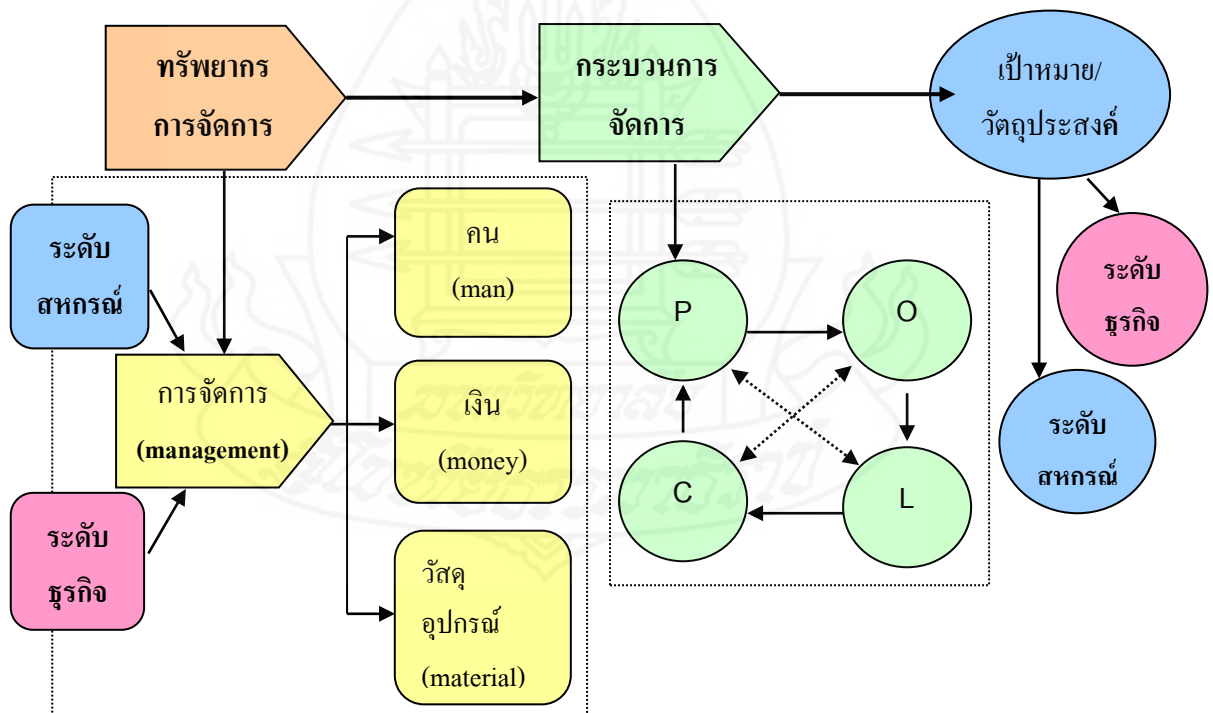 ทรัพยากร
การจัดการ
กระบวนการ
จัดการ
เป้าหมาย/
วัตถุประสงค์
ระดับ
สหกรณ์
การจัดการ
(management)
ระดับ
ธุรกิจ
คน
(man)
เงิน
(money)
วัสดุ
อุปกรณ์
(material)
P
O
C
L
ระดับ
ธุรกิจ
ระดับ
สหกรณ์